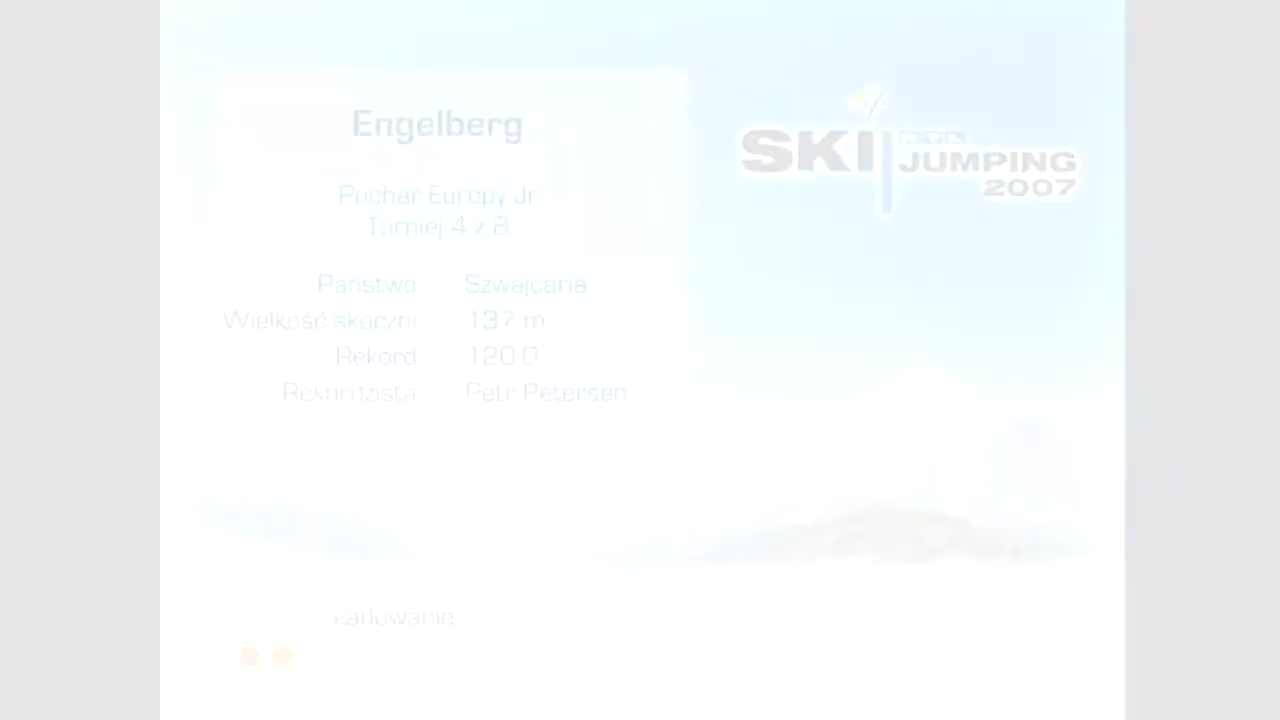 Engelberg
Puchar Europy Jr
Turniej 4 z 8
Państwo Szwajcaria
Wielkość skoczni 137 m
Rekord 120.0
Rekordzista Petr Petersen
SKI RTL
JUMPING
2007
Ładowanie